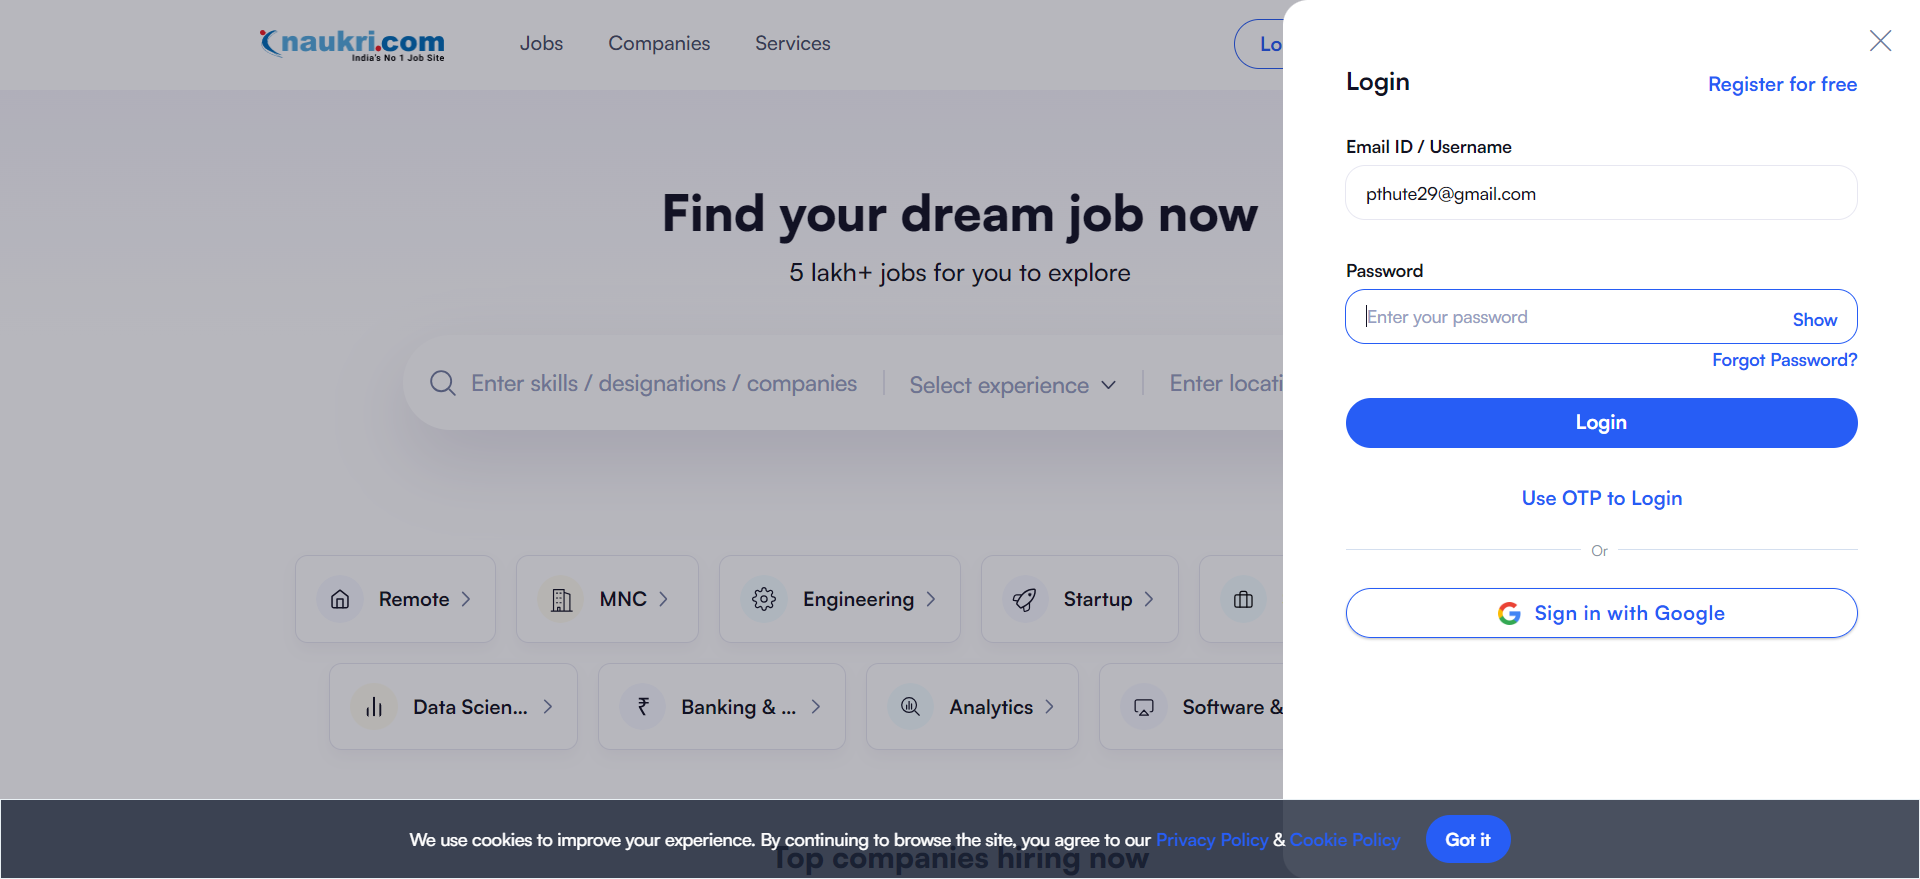 naukri.com
India's No 1 Job Site
Jobs
Companies
Services
Lo
Find your dream job now
5 lakh+ jobs for you to explore
Enter skills / designations / companies
Select experience
Enter locati
Remote
MNC
Engineering
Startup
Data Scien...
Banking & ...
Analytics
Software &
Login
Register for free
Email ID / Username
pthute29@gmail.com
Password
Enter your password
Show
Forgot Password?
Login
Use OTP to Login
Or
Sign in with Google
We use cookies to improve your experience. By continuing to browse the site, you agree to our Privacy Policy & Cookie Policy
Got it
Top companies hiring now